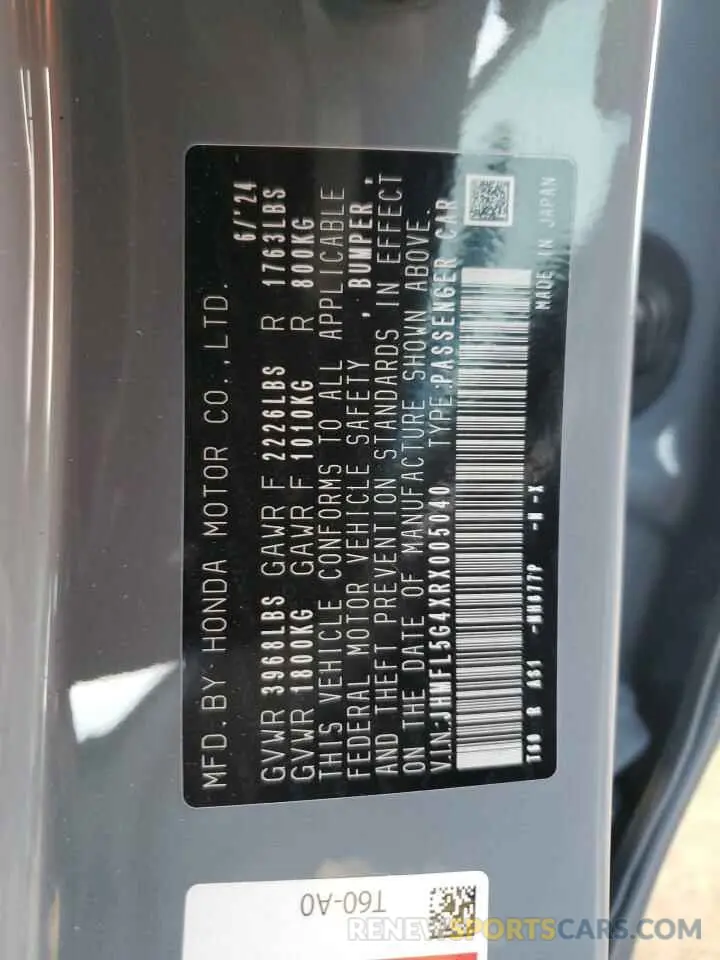 MFD. BY HONDA MOTOR CO., LTD. 6/'24
GVWR 3968LBS GAWR F 2226LBS R 1763LBS
GVWR 1800KG GAWR F 1010KG R 800KG
THIS VEHICLE CONFORMS TO ALL APPLICABLE
FEDERAL MOTOR VEHICLE SAFETY , BUMPER ,
AND THEFT PREVENTION STANDARDS IN EFFECT
ON THE DATE OF MANUFACTURE SHOWN ABOVE.
V.I.N. JHMFL5G4XRX005040 TYPE:PASSENGER CAR
T60 R AS1 -NH677P -M-X
MADE IN JAPAN
T60-A0
RENEWSPORTSCARS.COM